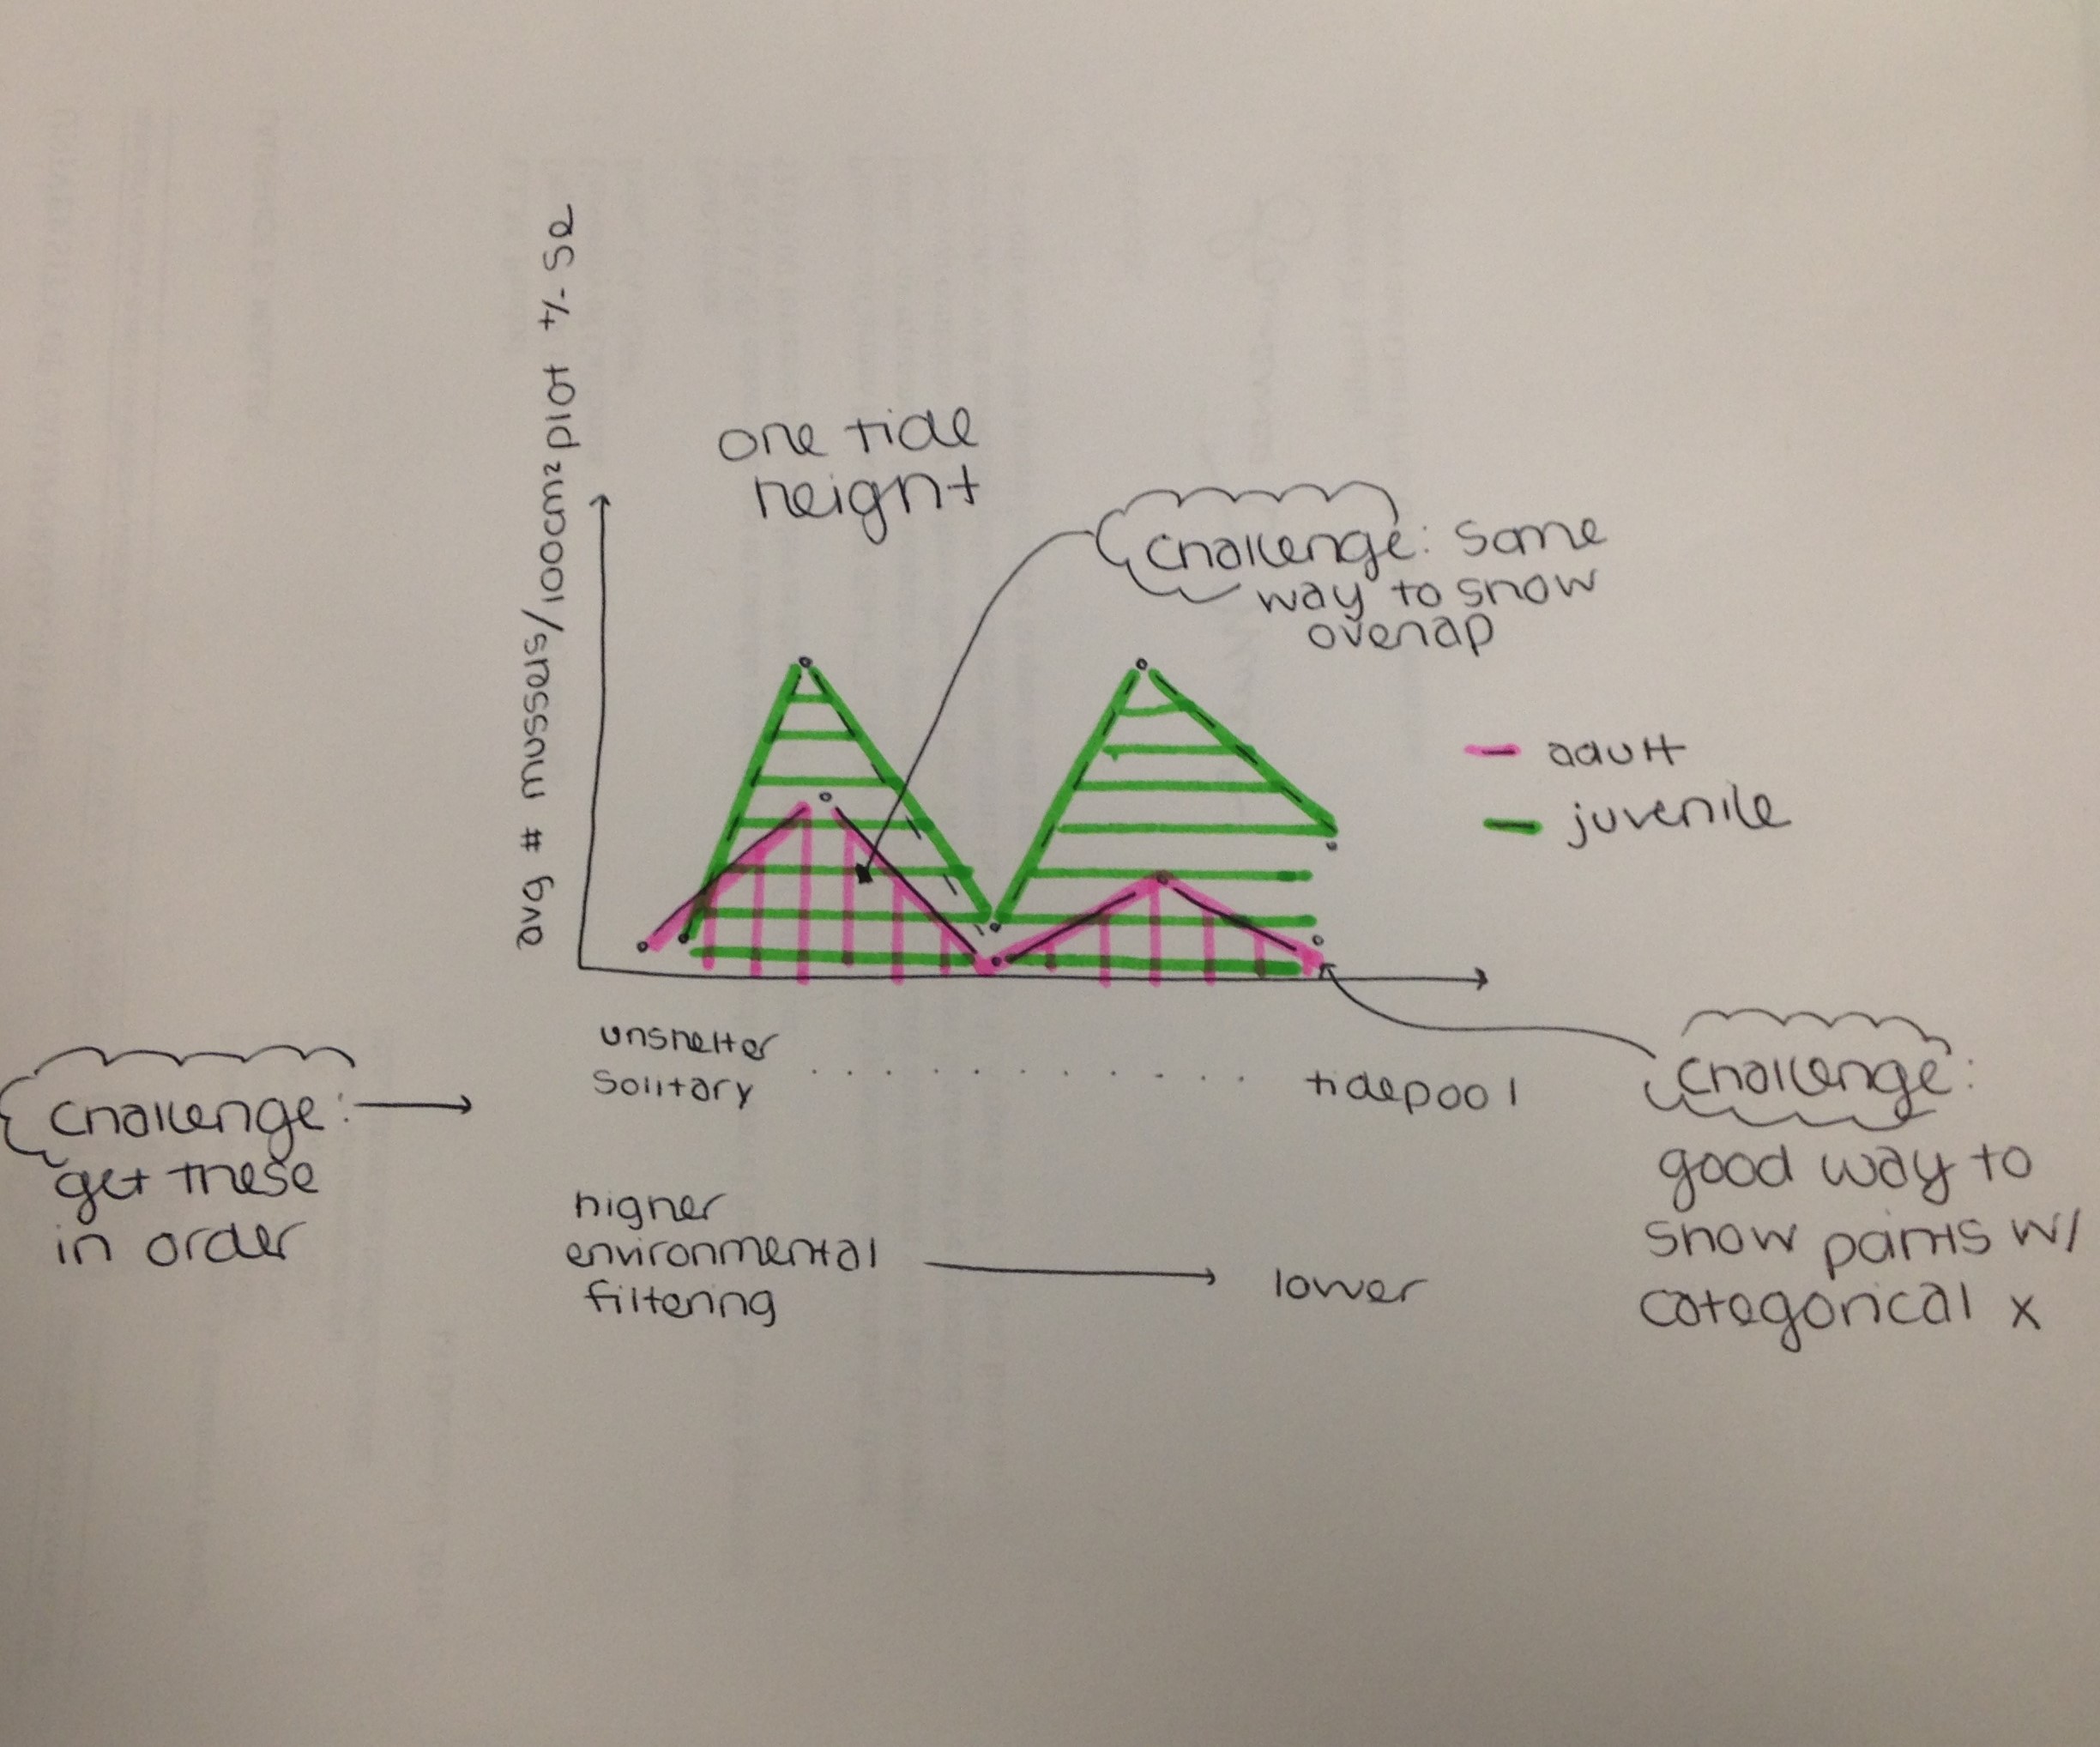 avg # mussels/100cm² plot +/- se
one tide
height
challenge: some
way to show
overlap
adult
juvenile
unshelter
solitary
tidepool
challenge:
get these
in order
higher
environmental
filtering
lower
challenge:
good way to
show points w/
categorical x